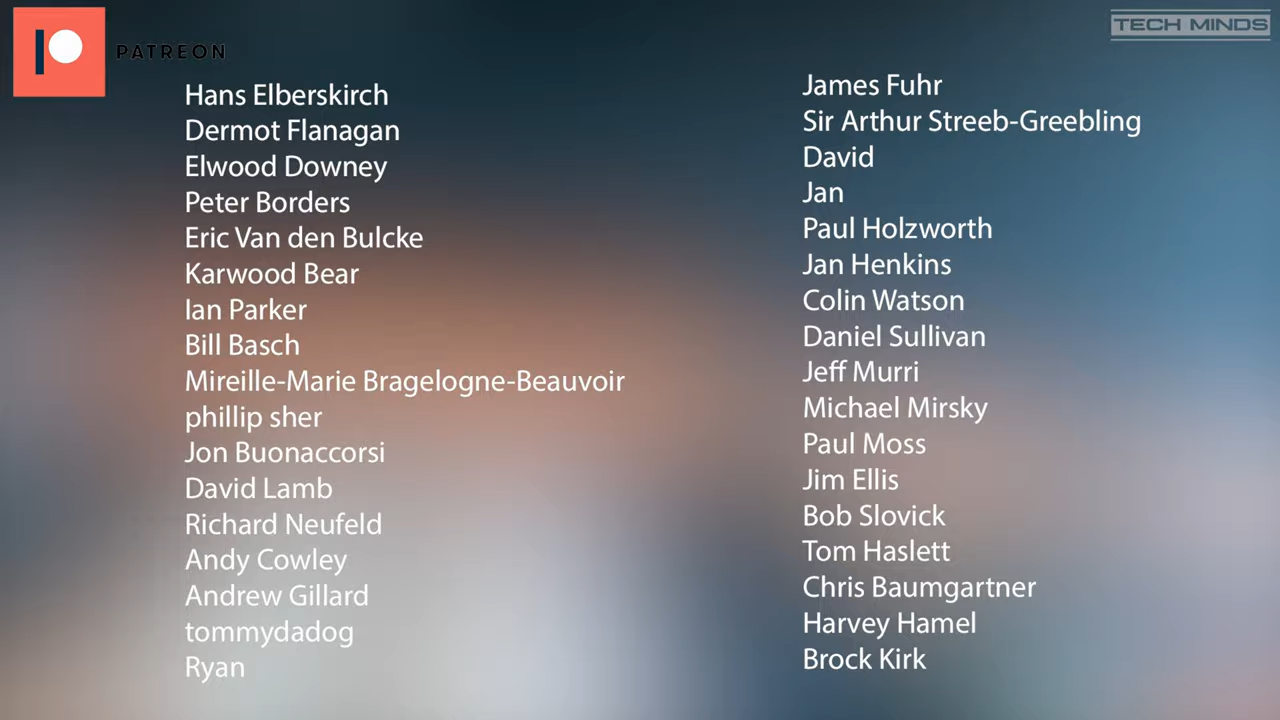 PATREON
TECH MINDS
Hans Elberskirch
Dermot Flanagan
Elwood Downey
Peter Borders
Eric Van den Bulcke
Karwood Bear
Ian Parker
Bill Basch
Mireille-Marie Bragelogne-Beauvoir
phillip sher
Jon Buonaccorsi
David Lamb
Richard Neufeld
Andy Cowley
Andrew Gillard
tommydadog
Ryan
James Fuhr
Sir Arthur Streeb-Greebling
David
Jan
Paul Holzworth
Jan Henkins
Colin Watson
Daniel Sullivan
Jeff Murri
Michael Mirsky
Paul Moss
Jim Ellis
Bob Slovick
Tom Haslett
Chris Baumgartner
Harvey Hamel
Brock Kirk